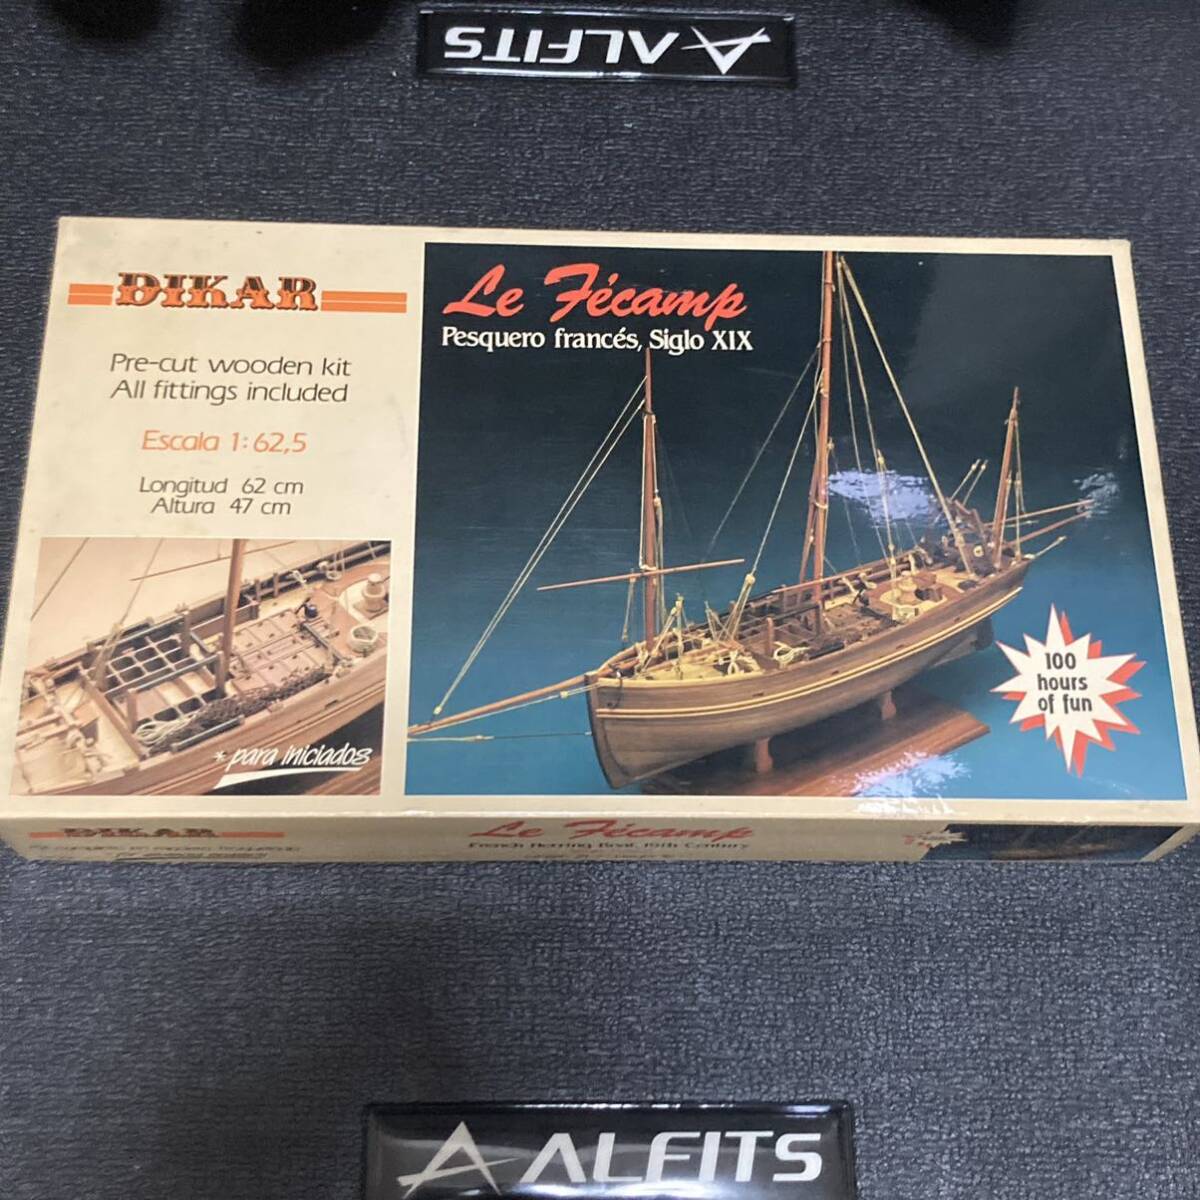 ALFITS
DIKAR
Pre-cut wooden kit
All fittings included
Escala 1:62,5
Longitud 62 cm
Altura 47 cm
*para iniciados
Le Fécamp
Pesquero francés, Siglo XIX
100
hours
of fun
DIKAR
Le Fécamp
French Herring Boat, 19th Century
ALFITS